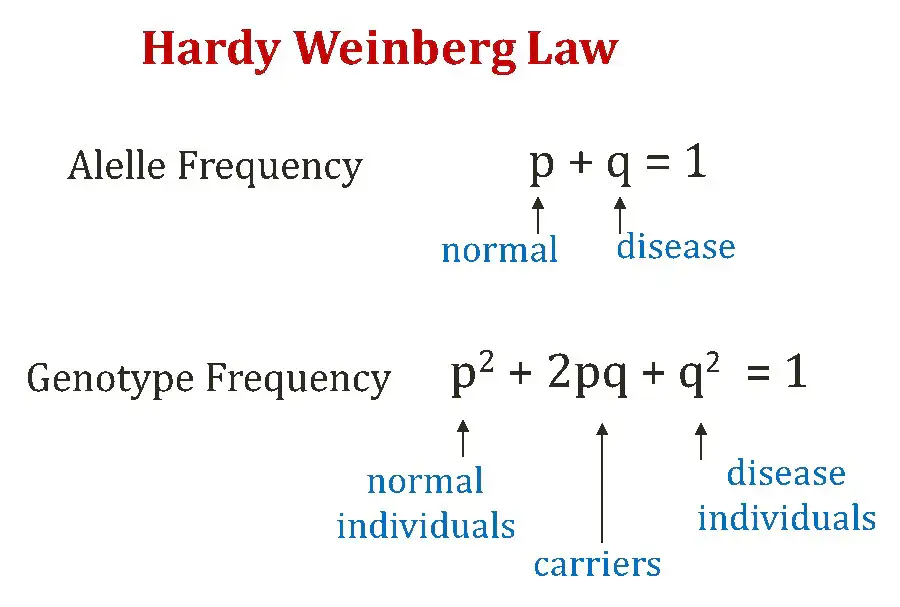 Hardy Weinberg Law
Alelle Frequency
p + q = 1
normal
disease
Genotype Frequency
p² + 2pq + q² = 1
normal
individuals
carriers
disease
individuals